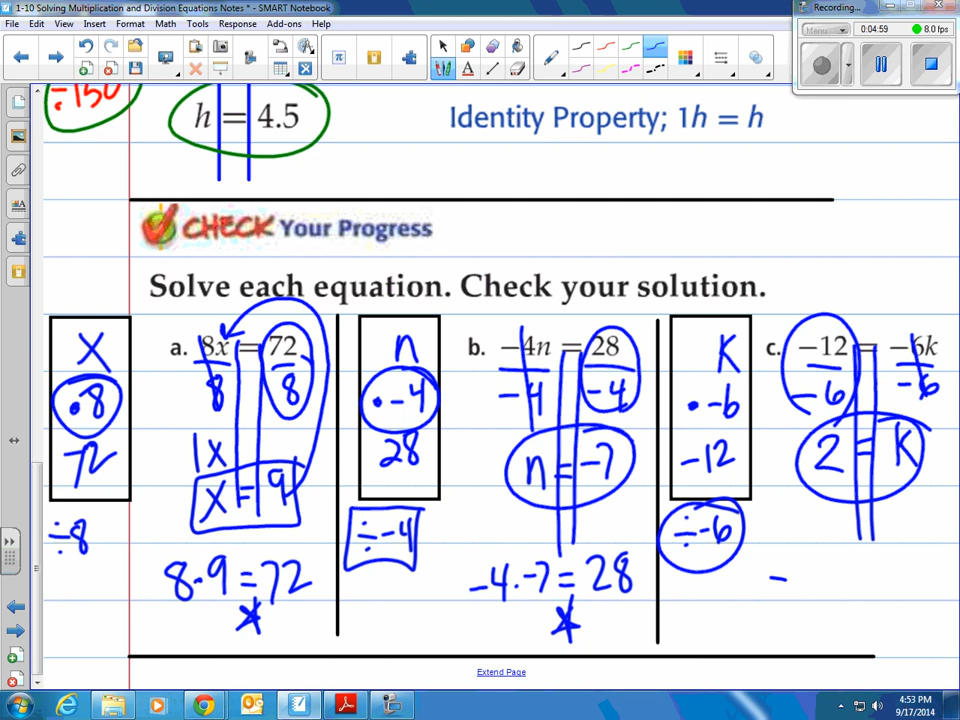 1-10 Solving Multiplication and Division Equations Notes * - SMART Notebook
Recording...
File Edit View Insert Format Math Tools Response Add-ons Help
Menu
0:04:59
8.0 fps
÷150
h = 4.5
Identity Property; 1h = h
CHECK Your Progress
Solve each equation. Check your solution.
x
• 8
72
÷8
a. 8x = 72
8 8
1x
x = 9
8 • 9 = 72
n
• -4
28
÷-4
b. −4n = 28
-4 -4
n = -7
-4 • -7 = 28
K
• -6
-12
÷-6
c. −12 = −6k
-6 -6
2 = K
-
Extend Page
4:53 PM
9/17/2014